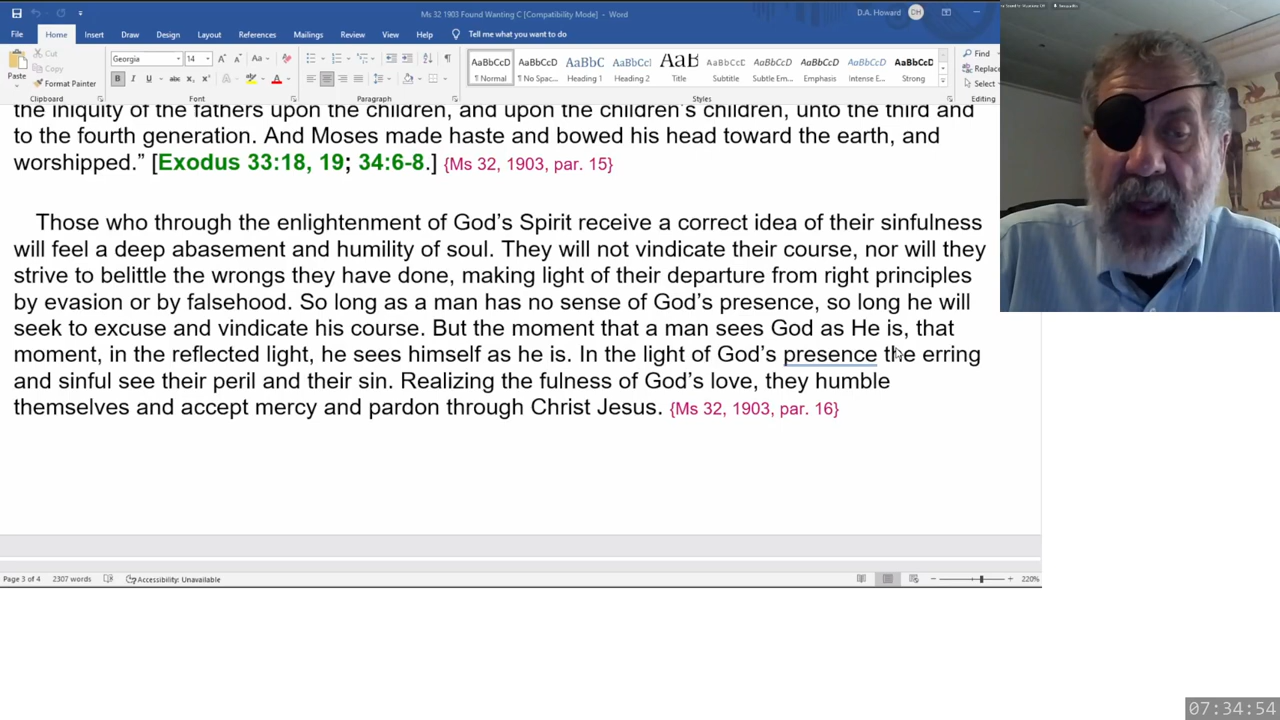 Ms 32 1903 Found Wanting C [Compatibility Mode] - Word
D.A. Howard DH
File Home Insert Draw Design Layout References Mailings Review View Help Tell me what you want to do
Paste
Cut
Copy
Format Painter
Clipboard
Georgia 14
Font
Paragraph
AaBbCcD AaBbCcD AaBbC AaBbCcC AaB AaBbCcD AaBbCcD AaBbCcD AaBbCcD AaBbCcD
¶ Normal ¶ No Spac... Heading 1 Heading 2 Title Subtitle Subtle Em... Emphasis Intense E... Strong
Styles
Find
Replace
Select
Editing
the iniquity of the fathers upon the children, and upon the children's children, unto the third and
to the fourth generation. And Moses made haste and bowed his head toward the earth, and
worshipped.” [Exodus 33:18, 19; 34:6-8.] {Ms 32, 1903, par. 15}
Those who through the enlightenment of God’s Spirit receive a correct idea of their sinfulness
will feel a deep abasement and humility of soul. They will not vindicate their course, nor will they
strive to belittle the wrongs they have done, making light of their departure from right principles
by evasion or by falsehood. So long as a man has no sense of God’s presence, so long he will
seek to excuse and vindicate his course. But the moment that a man sees God as He is, that
moment, in the reflected light, he sees himself as he is. In the light of God’s presence the erring
and sinful see their peril and their sin. Realizing the fulness of God’s love, they humble
themselves and accept mercy and pardon through Christ Jesus. {Ms 32, 1903, par. 16}
Page 3 of 4 2307 words Accessibility: Unavailable 220%
07:34:54